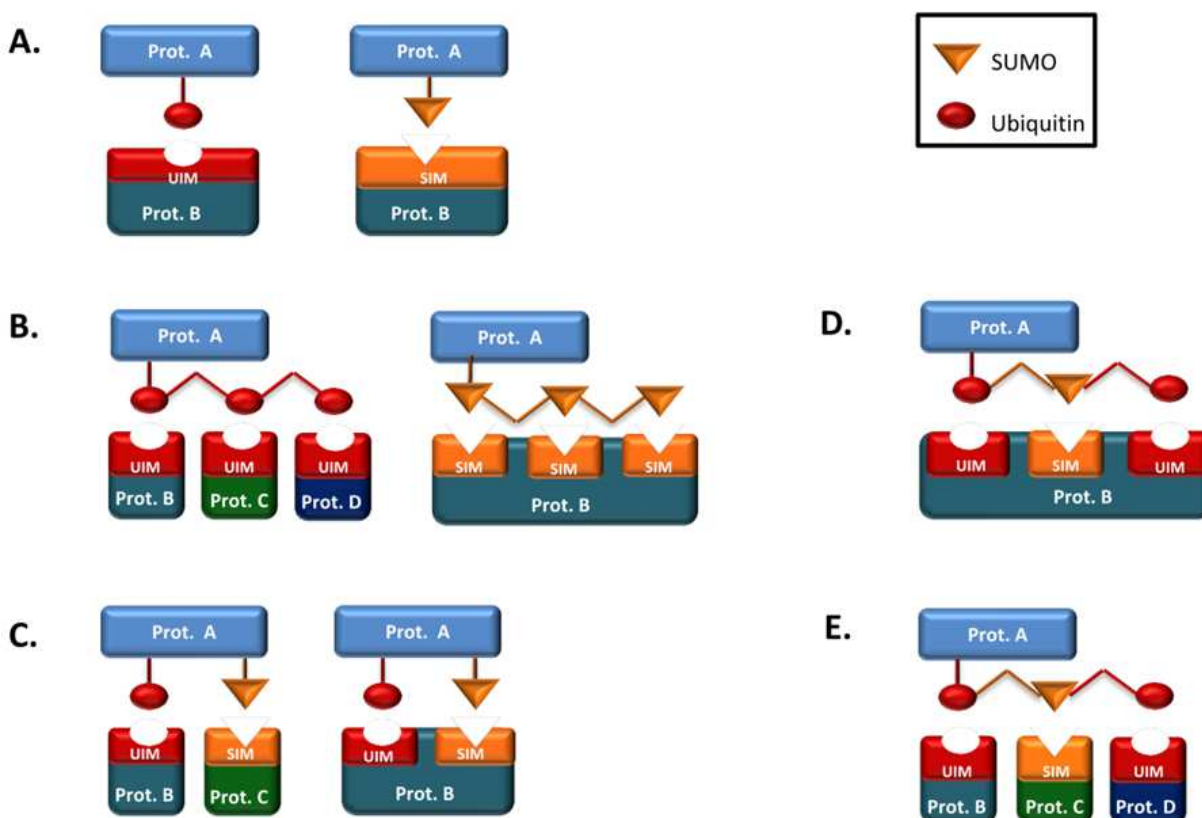 A.
Prot. A
Prot. A
SUMO
Ubiquitin
UIM
SIM
Prot. B
Prot. B
B.
Prot. A
Prot. A
UIM
UIM
UIM
SIM
SIM
SIM
Prot. B
Prot. C
Prot. D
Prot. B
D.
Prot. A
UIM
SIM
UIM
Prot. B
C.
Prot. A
Prot. A
UIM
SIM
UIM
SIM
Prot. B
Prot. C
Prot. B
E.
Prot. A
UIM
SIM
UIM
Prot. B
Prot. C
Prot. D